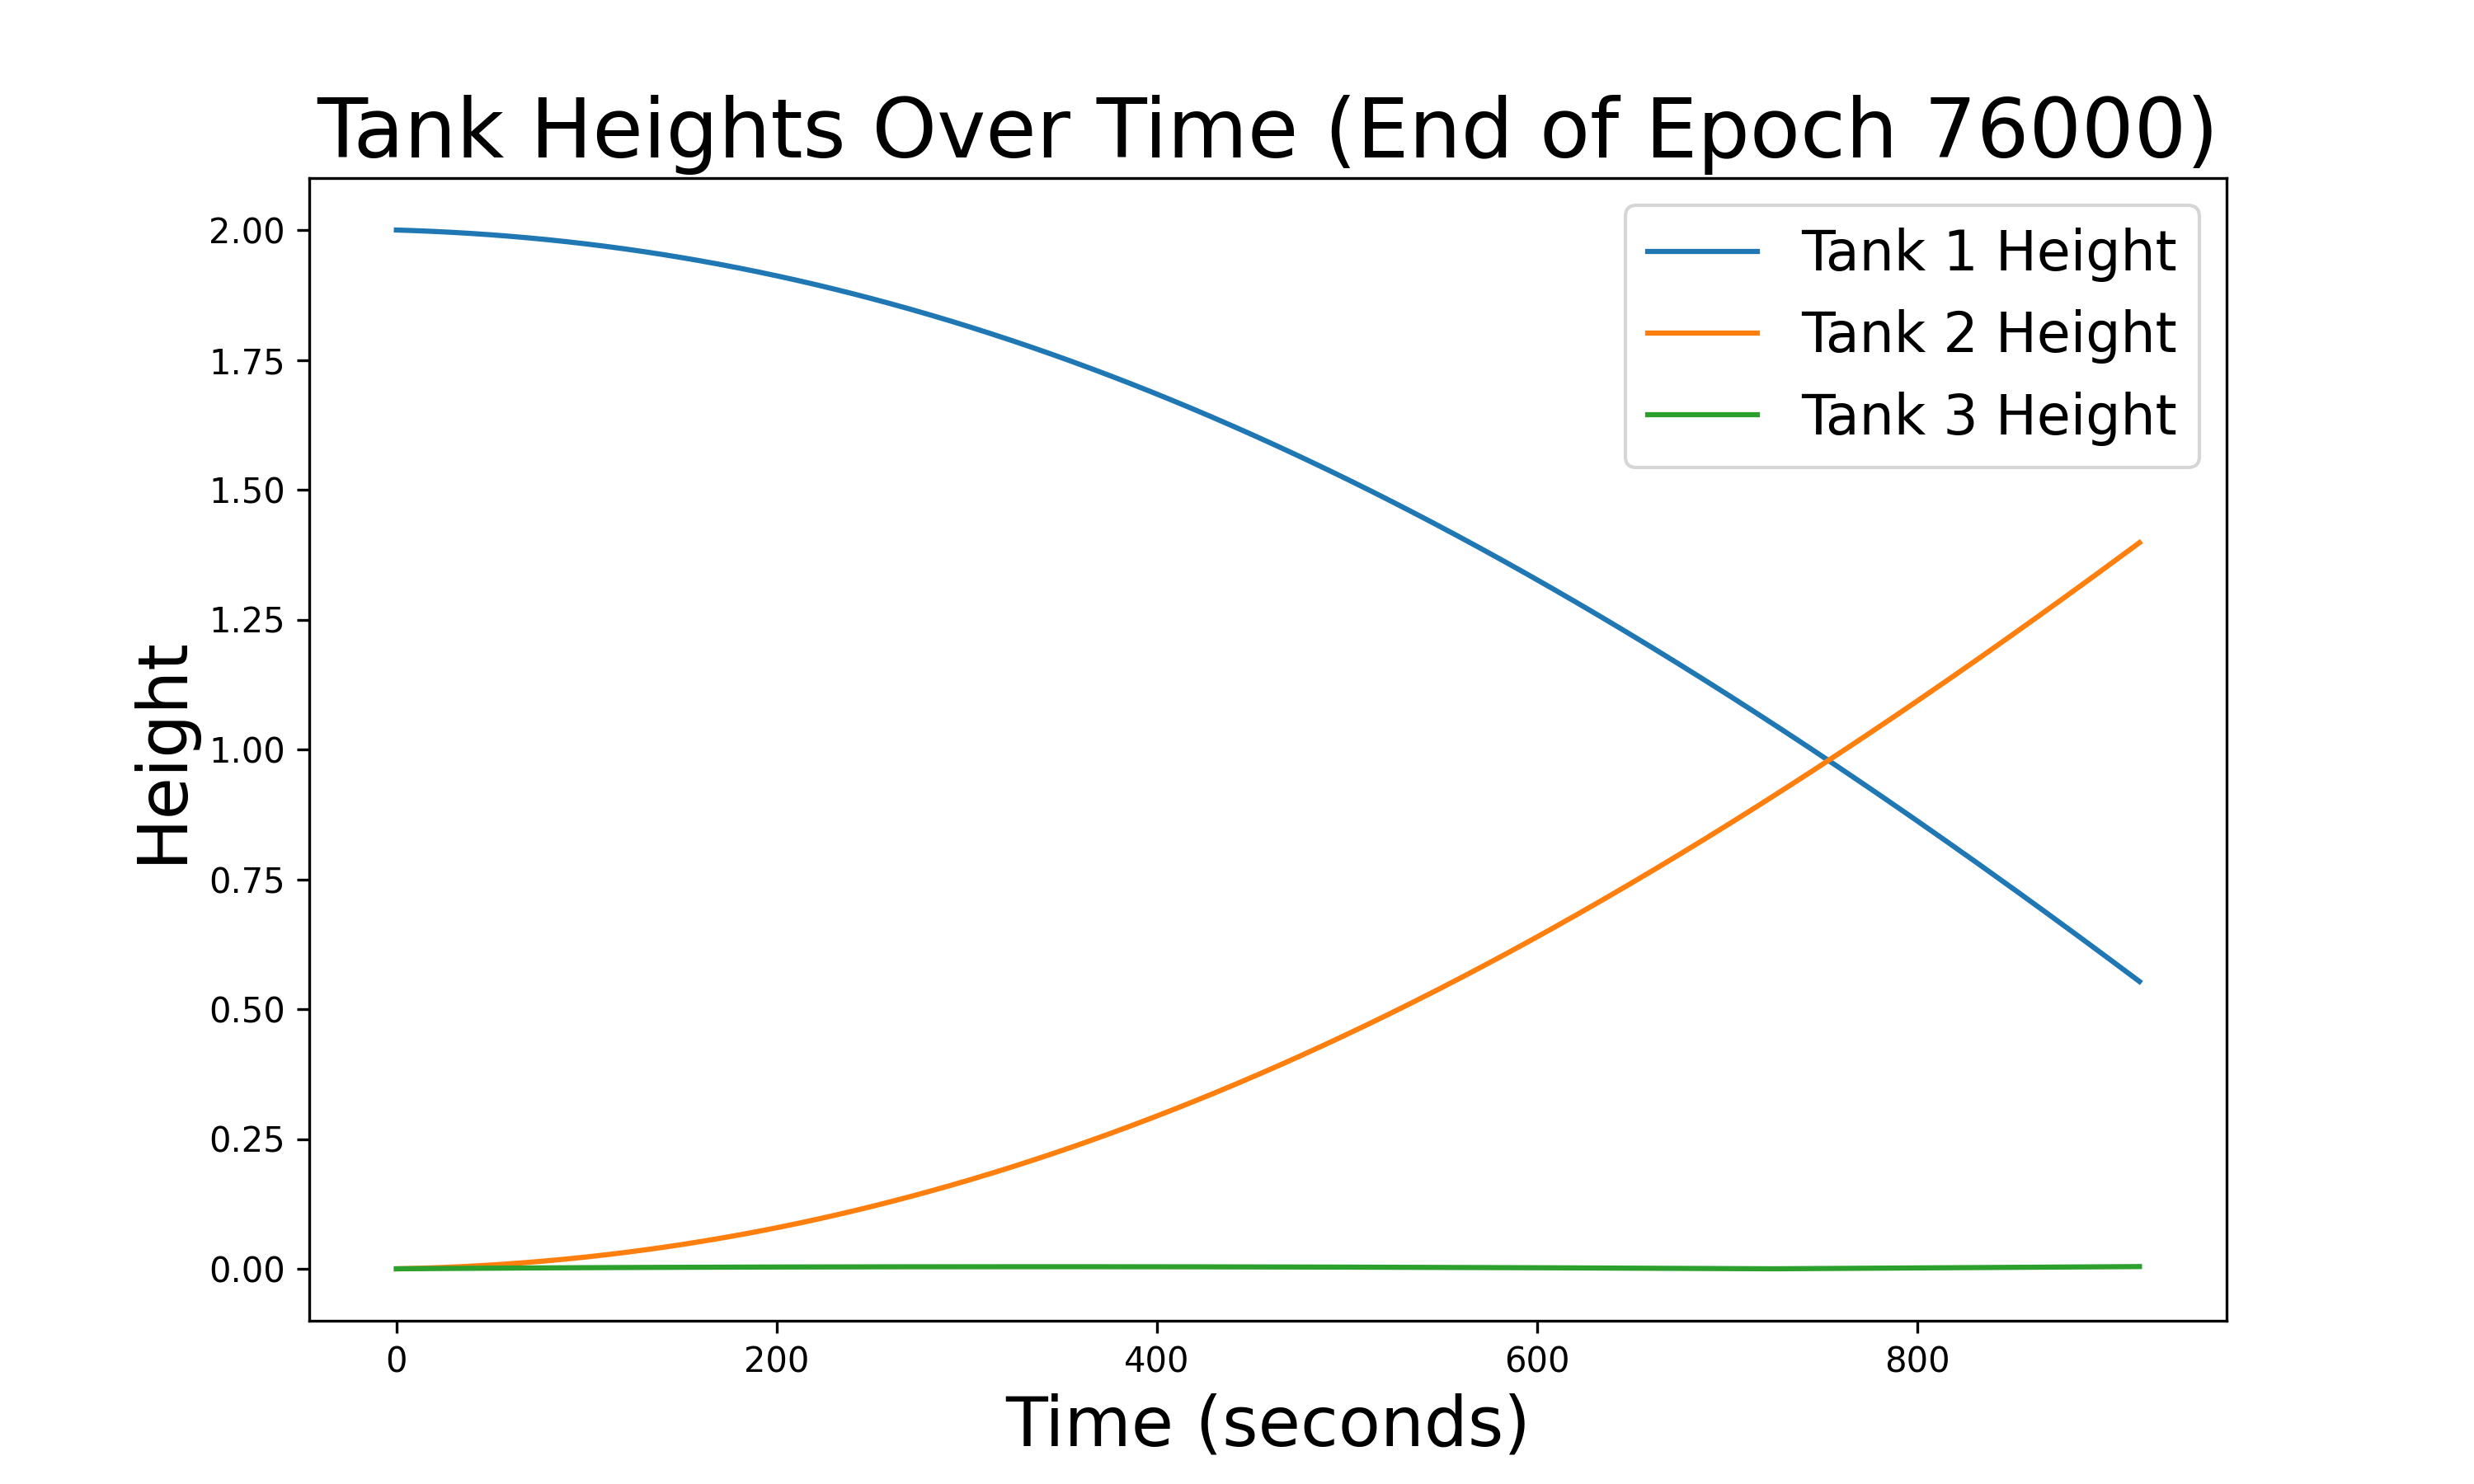 Tank Heights Over Time (End of Epoch 76000)
Tank 1 Height
Tank 2 Height
Tank 3 Height
Height
2.00
1.75
1.50
1.25
1.00
0.75
0.50
0.25
0.00
0 200 400 600 800
Time (seconds)